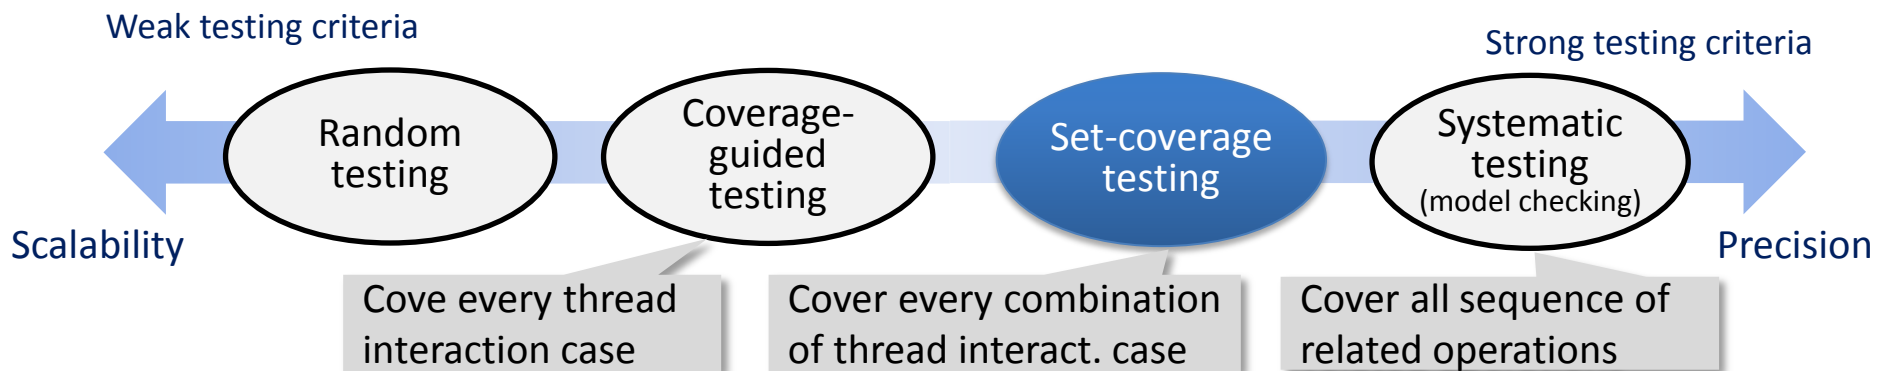 Weak testing criteria
Strong testing criteria
Random
testing
Coverage-
guided
testing
Set-coverage
testing
Systematic
testing
(model checking)
Scalability
Precision
Cove every thread
interaction case
Cover every combination
of thread interact. case
Cover all sequence of
related operations